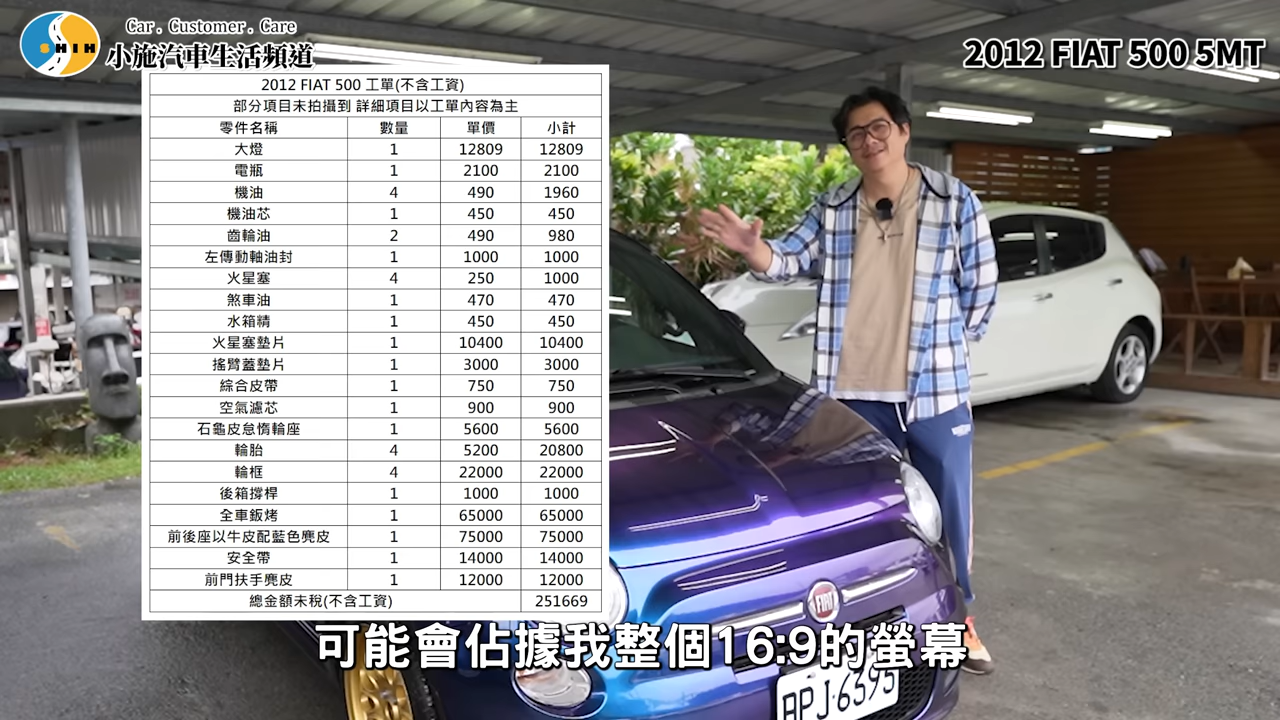 Car. Customer. Care
SHIH
小施汽車生活頻道
2012 FIAT 500 5MT
2012 FIAT 500 工單(不含工資)
部分項目未拍攝到 詳細項目以工單內容為主
零件名稱 數量 單價 小計
大燈 1 12809 12809
電瓶 1 2100 2100
機油 4 490 1960
機油芯 1 450 450
齒輪油 2 490 980
左傳動軸油封 1 1000 1000
火星塞 4 250 1000
煞車油 1 470 470
水箱精 1 450 450
火星塞墊片 1 10400 10400
搖臂蓋墊片 1 3000 3000
綜合皮帶 1 750 750
空氣濾芯 1 900 900
石龜皮怠惰輪座 1 5600 5600
輪胎 4 5200 20800
輪框 4 22000 22000
後箱撐桿 1 1000 1000
全車鈑烤 1 65000 65000
前後座以牛皮配藍色麂皮 1 75000 75000
安全帶 1 14000 14000
前門扶手麂皮 1 12000 12000
總金額未稅(不含工資) 251669
FIAT
可能會佔據我整個16:9的螢幕
RPJ-6395